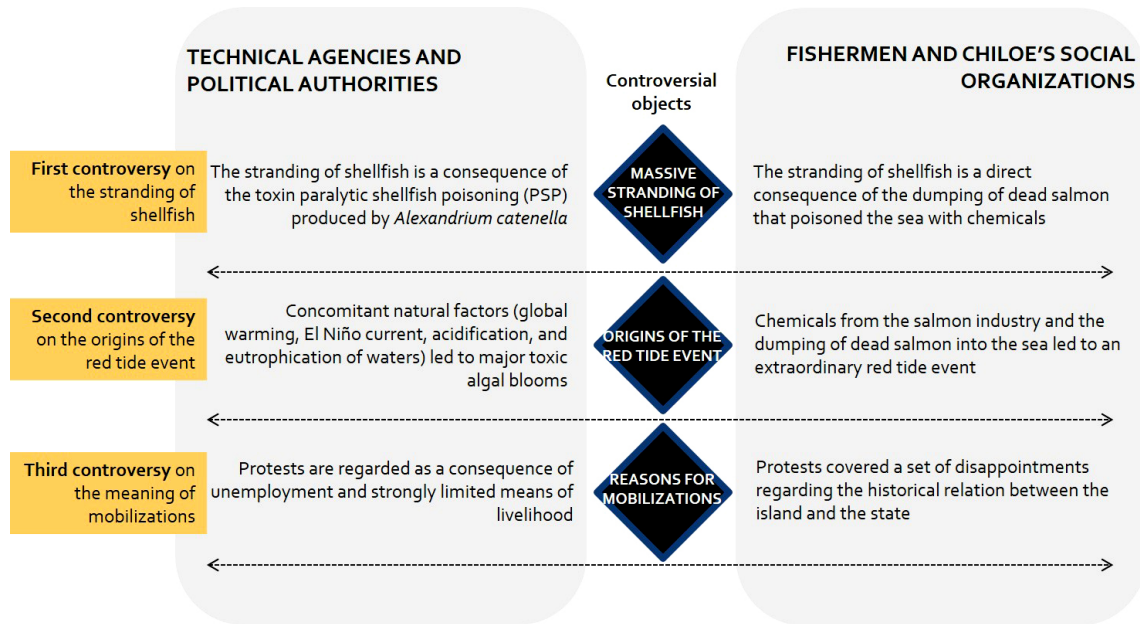 TECHNICAL AGENCIES AND
POLITICAL AUTHORITIES
Controversial
objects
FISHERMEN AND CHILOE'S SOCIAL
ORGANIZATIONS
First controversy on
the stranding of
shellfish
The stranding of shellfish is a consequence of
the toxin paralytic shellfish poisoning (PSP)
produced by Alexandrium catenella
MASSIVE
STRANDING OF
SHELLFISH
The stranding of shellfish is a direct
consequence of the dumping of dead salmon
that poisoned the sea with chemicals
Second controversy
on the origins of the
red tide event
Concomitant natural factors (global
warming, El Niño current, acidification, and
eutrophication of waters) led to major toxic
algal blooms
ORIGINS OF THE
RED TIDE EVENT
Chemicals from the salmon industry and the
dumping of dead salmon into the sea led to an
extraordinary red tide event
Third controversy on
the meaning of
mobilizations
Protests are regarded as a consequence of
unemployment and strongly limited means of
livelihood
REASONS FOR
MOBILIZATIONS
Protests covered a set of disappointments
regarding the historical relation between the
island and the state